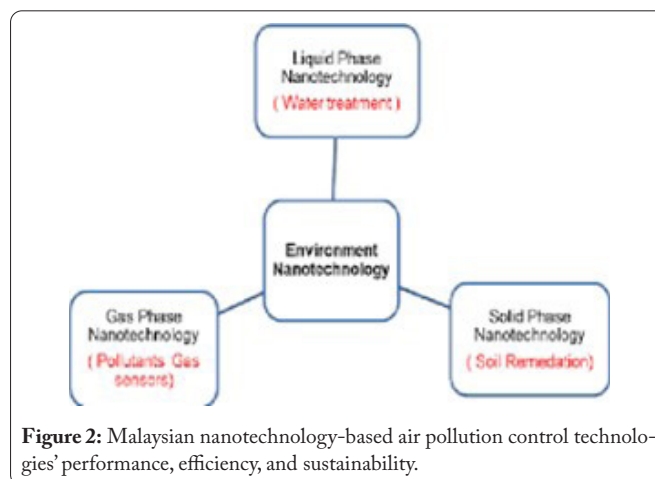 Liquid Phase
Nanotechnology
( Water treatment )
Environment
Nanotechnology
Gas Phase
Nanotechnology
( Pollutants Gas
sensors)
Solid Phase
Nanotechnology
( Soil Remedation)
Figure 2: Malaysian nanotechnology-based air pollution control technolo-
gies' performance, efficiency, and sustainability.